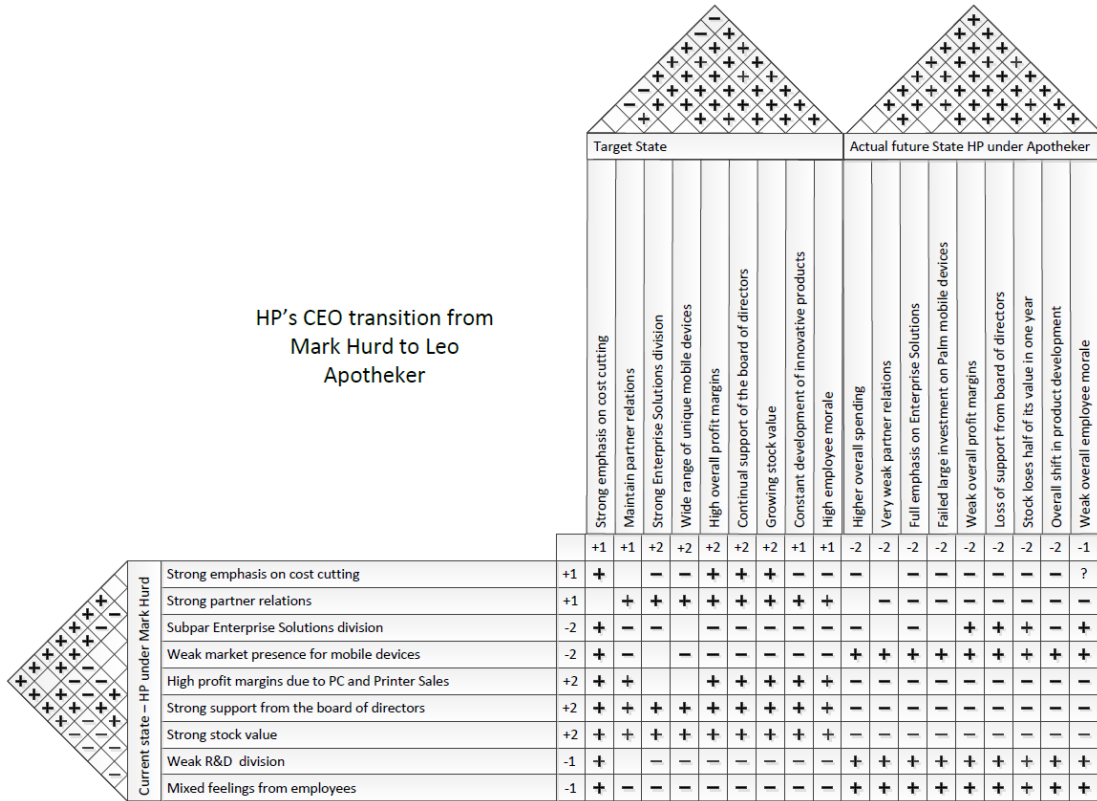 Target State
Actual future State HP under Apotheker
Strong emphasis on cost cutting
Maintain partner relations
Strong Enterprise Solutions division
Wide range of unique mobile devices
High overall profit margins
Continual support of the board of directors
Growing stock value
Constant development of innovative products
High employee morale
Higher overall spending
Very weak partner relations
Full emphasis on Enterprise Solutions
Failed large investment on Palm mobile devices
Weak overall profit margins
Loss of support from board of directors
Stock loses half of its value in one year
Overall shift in product development
Weak overall employee morale
HP's CEO transition from
Mark Hurd to Leo
Apotheker
+1 +1 +2 +2 +2 +2 +2 +1 +1 -2 -2 -2 -2 -2 -2 -2 -2 -1
Current state – HP under Mark Hurd
Strong emphasis on cost cutting +1 + − − + + + − − − − − − − − − ?
Strong partner relations +1 + + + + + + + + − − − − − − − −
Subpar Enterprise Solutions division -2 + − − − − − − − − − + + + − +
Weak market presence for mobile devices -2 + − − − − − − − + + + + + + + + +
High profit margins due to PC and Printer Sales +2 + + + + + + + − − − − − − − − −
Strong support from the board of directors +2 + + + + + + + + + − − − − − − − − −
Strong stock value +2 + + + + + + + + + − − − − − − − − −
Weak R&D division -1 + − − − − − − − + + + + + + + + +
Mixed feelings from employees -1 + − − − − − − − − + + + + + + + + +